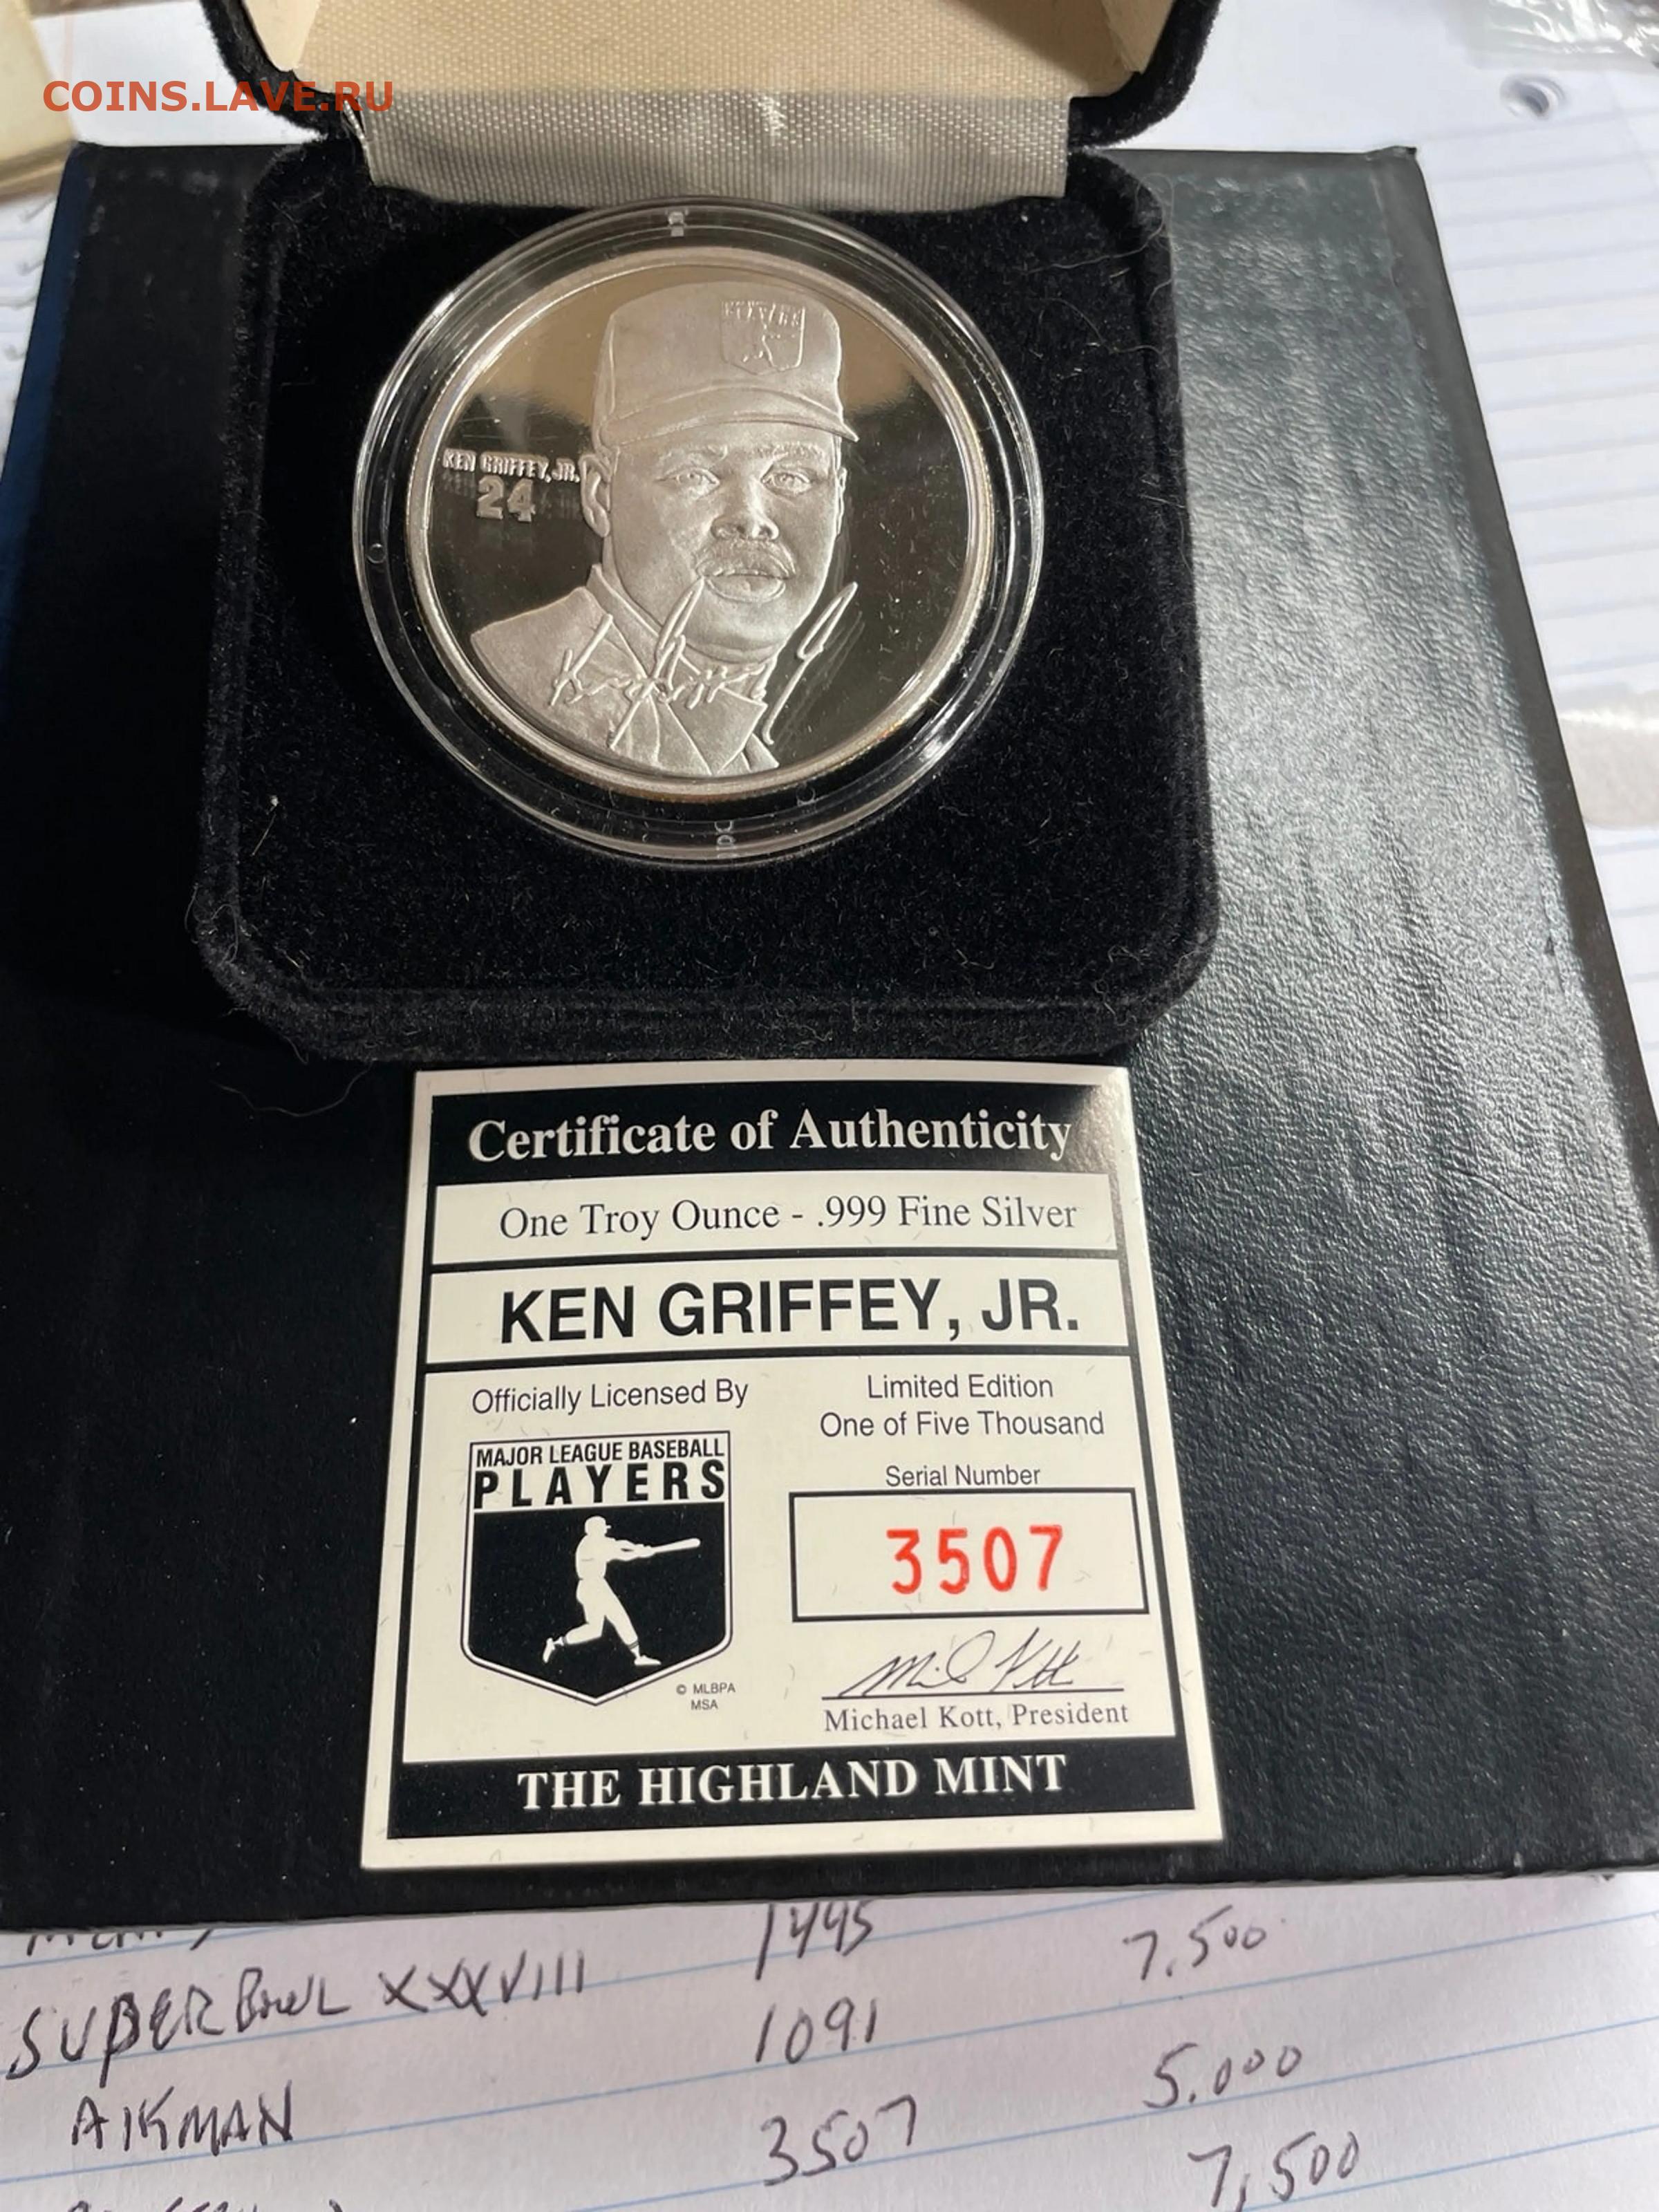 COINS.LAVE.RU
KEN GRIFFEY, JR.
24
Certificate of Authenticity
One Troy Ounce - .999 Fine Silver
KEN GRIFFEY, JR.
Officially Licensed By
MAJOR LEAGUE BASEBALL
PLAYERS
© MLBPA
MSA
Limited Edition
One of Five Thousand
Serial Number
3507
Michael Kott, President
THE HIGHLAND MINT
SUPER BOWL XXXVIII 1495 7,500
AIKMAN 1091 5,000
3507 7,500